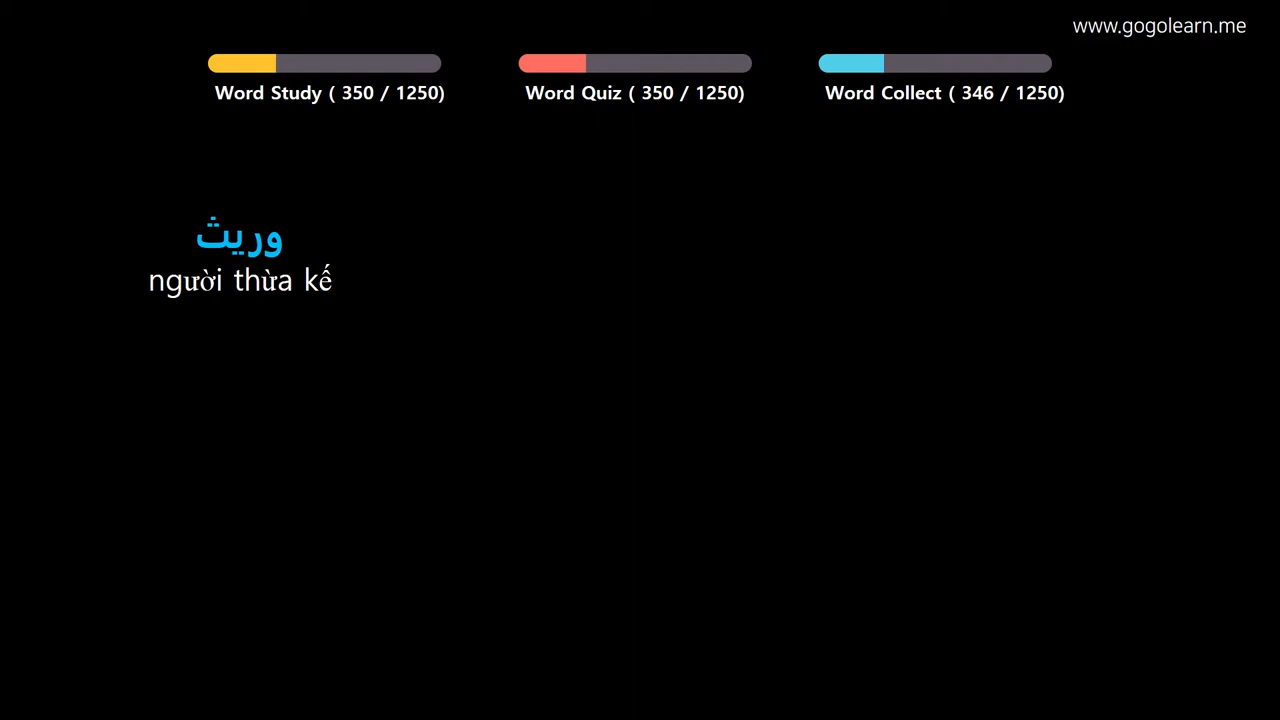 www.gogolearn.me
Word Study ( 350 / 1250)
Word Quiz ( 350 / 1250)
Word Collect ( 346 / 1250)
وريث
người thừa kế